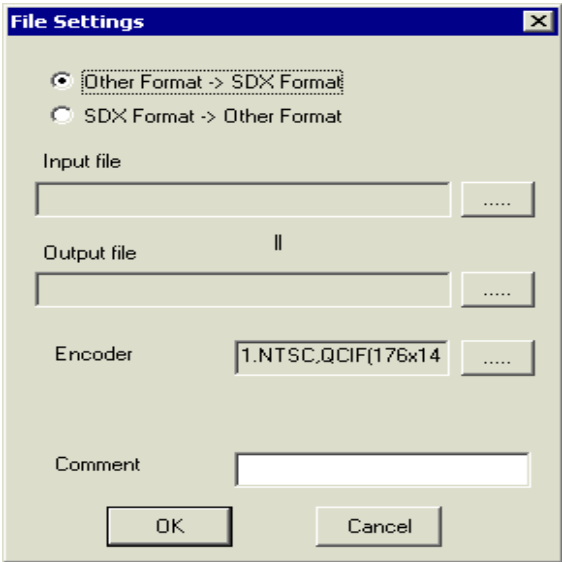 File Settings
Other Format -> SDX Format
SDX Format -> Other Format
Input file
.....
||
Output file
.....
Encoder
1.NTSC,QCIF(176x14
.....
Comment
OK
Cancel